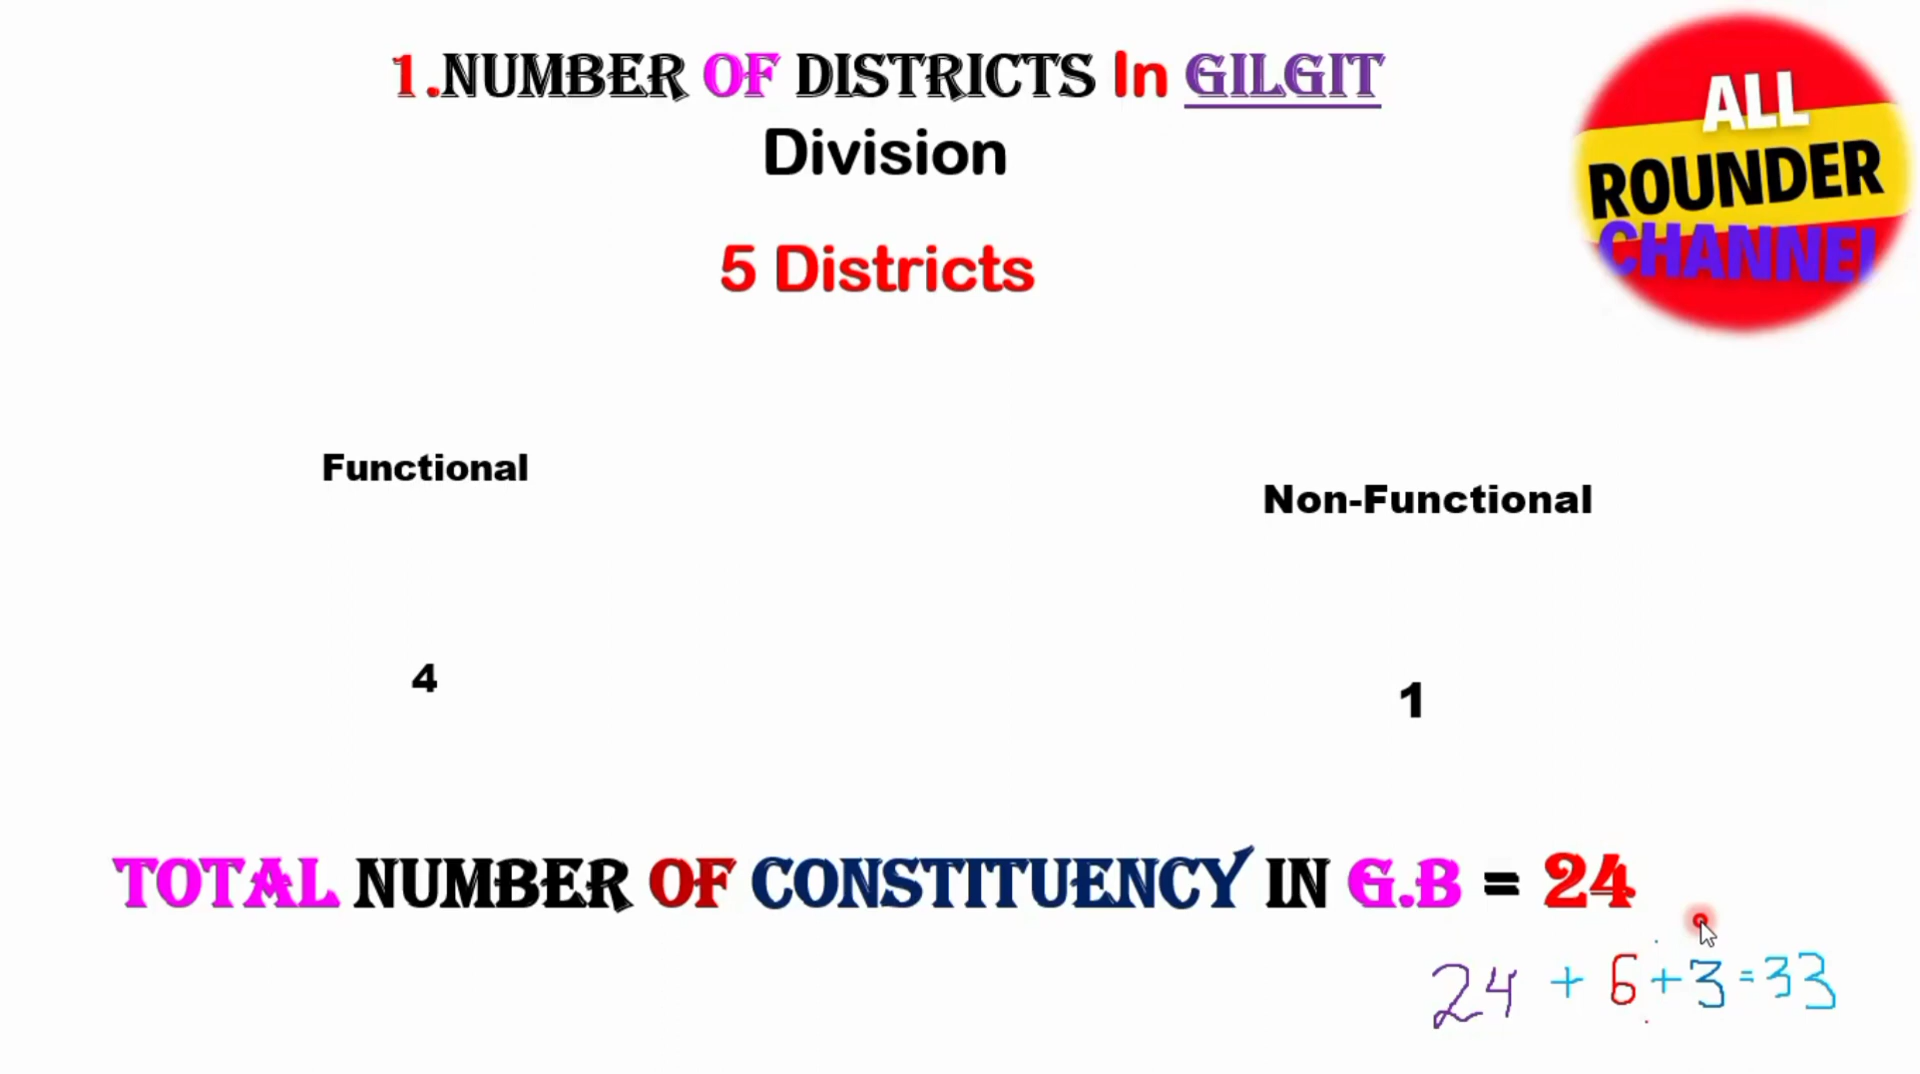 1.NUMBER OF DISTRICTS In GILGIT
Division
5 Districts
ALL
ROUNDER
CHANNEL
Functional
Non-Functional
4
1
TOTAL NUMBER OF CONSTITUENCY IN G.B = 24
24 + 6 + 3 = 33